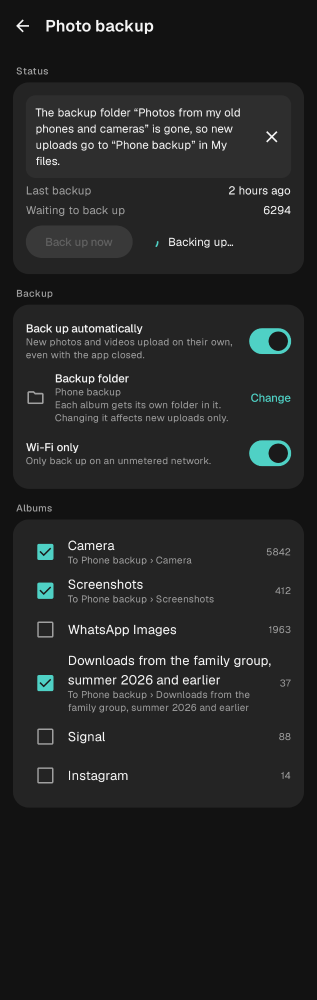 Photo backup
Status
The backup folder “Photos from my old
phones and cameras” is gone, so new
uploads go to “Phone backup” in My
files.
Last backup 2 hours ago
Waiting to back up 6294
Back up now Backing up…
Backup
Back up automatically
New photos and videos upload on their own,
even with the app closed.
Backup folder
Phone backup
Each album gets its own folder in it.
Changing it affects new uploads only.
Change
Wi-Fi only
Only back up on an unmetered network.
Albums
Camera 5842
To Phone backup › Camera
Screenshots 412
To Phone backup › Screenshots
WhatsApp Images 1963
Downloads from the family group,
summer 2026 and earlier 37
To Phone backup › Downloads from the
family group, summer 2026 and earlier
Signal 88
Instagram 14